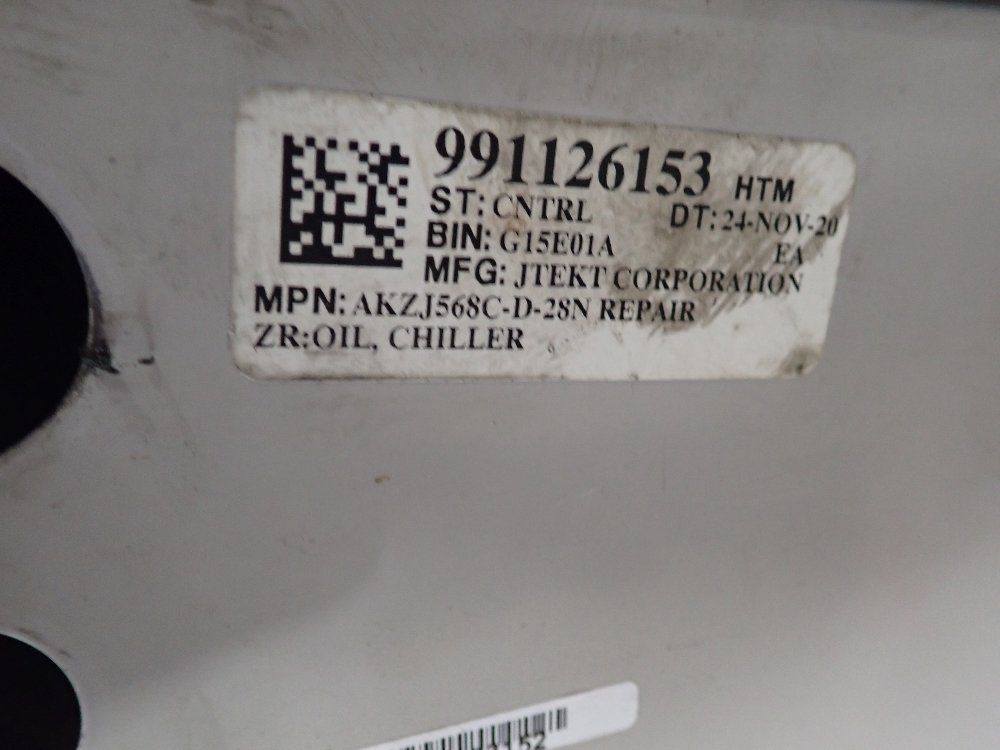 991126153 HTM
ST: CNTRL DT: 24-NOV-20
BIN: G15E01A EA
MFG: JTEKT CORPORATION
MPN: AKZJ568C-D-28N REPAIR
ZR:OIL, CHILLER